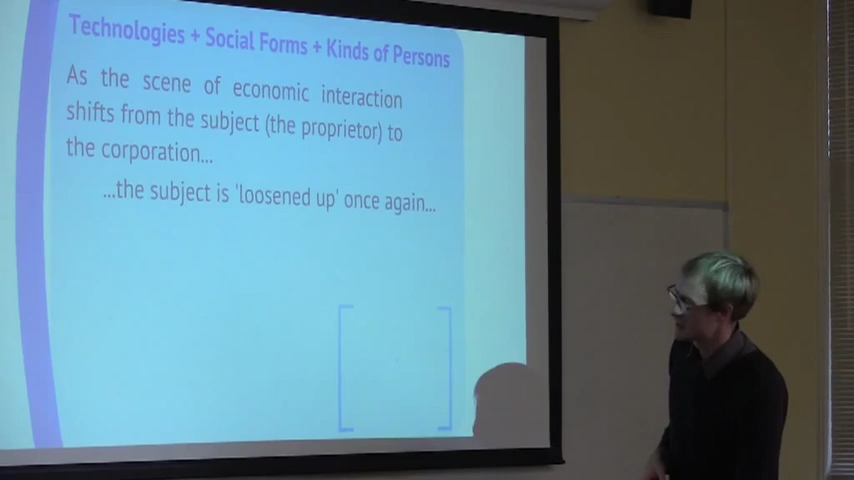 Technologies + Social Forms + Kinds of Persons
As the scene of economic interaction
shifts from the subject (the proprietor) to
the corporation...
...the subject is 'loosened up' once again...